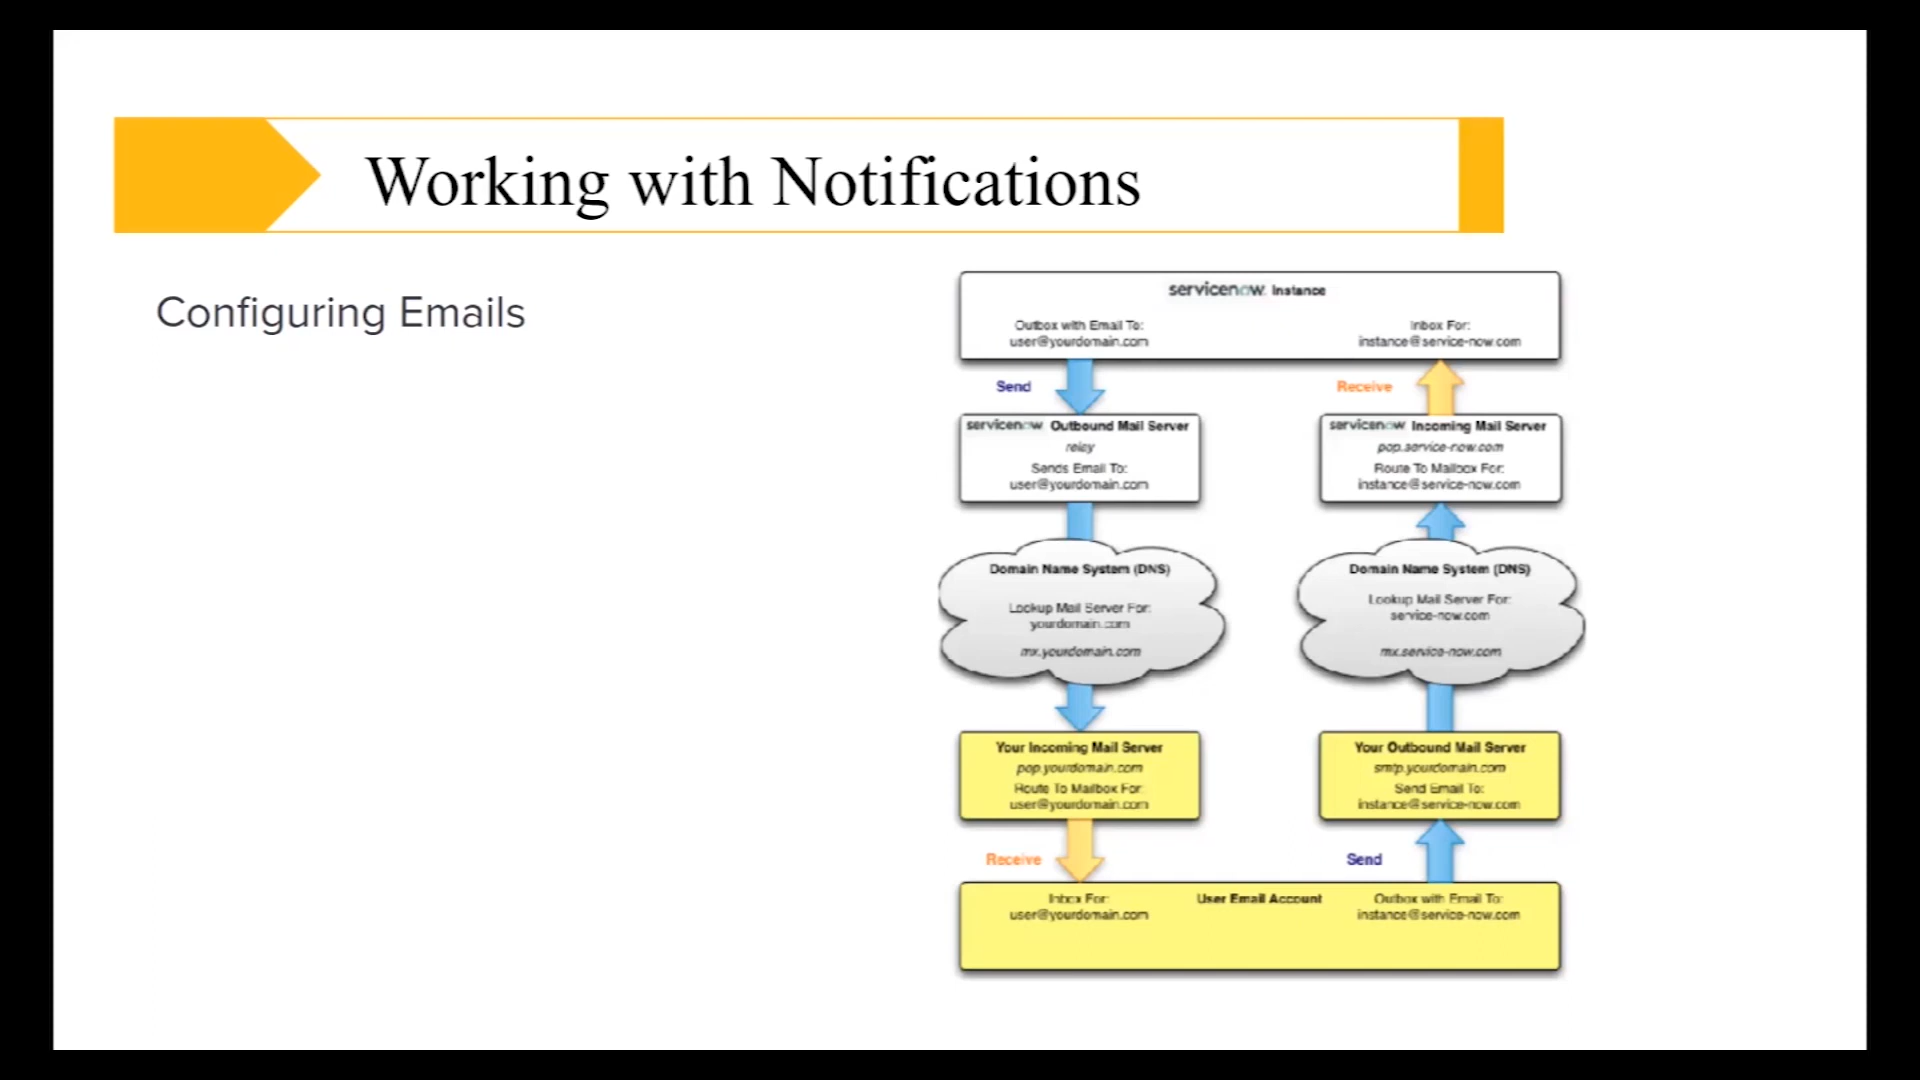 Working with Notifications
Configuring Emails
servicenow Instance
Outbox with Email To:
user@yourdomain.com
Inbox For:
instance@service-now.com
Send
Receive
servicenow Outbound Mail Server
relay
Sends Email To:
user@yourdomain.com
servicenow Incoming Mail Server
pop.service-now.com
Route To Mailbox For:
instance@service-now.com
Domain Name System (DNS)
Lookup Mail Server For:
yourdomain.com
mx.yourdomain.com
Domain Name System (DNS)
Lookup Mail Server For:
service-now.com
mx.service-now.com
Your Incoming Mail Server
pop.yourdomain.com
Route To Mailbox For:
user@yourdomain.com
Your Outbound Mail Server
smtp.yourdomain.com
Send Email To:
instance@service-now.com
Receive
Send
Inbox For:
user@yourdomain.com
User Email Account
Outbox with Email To:
instance@service-now.com